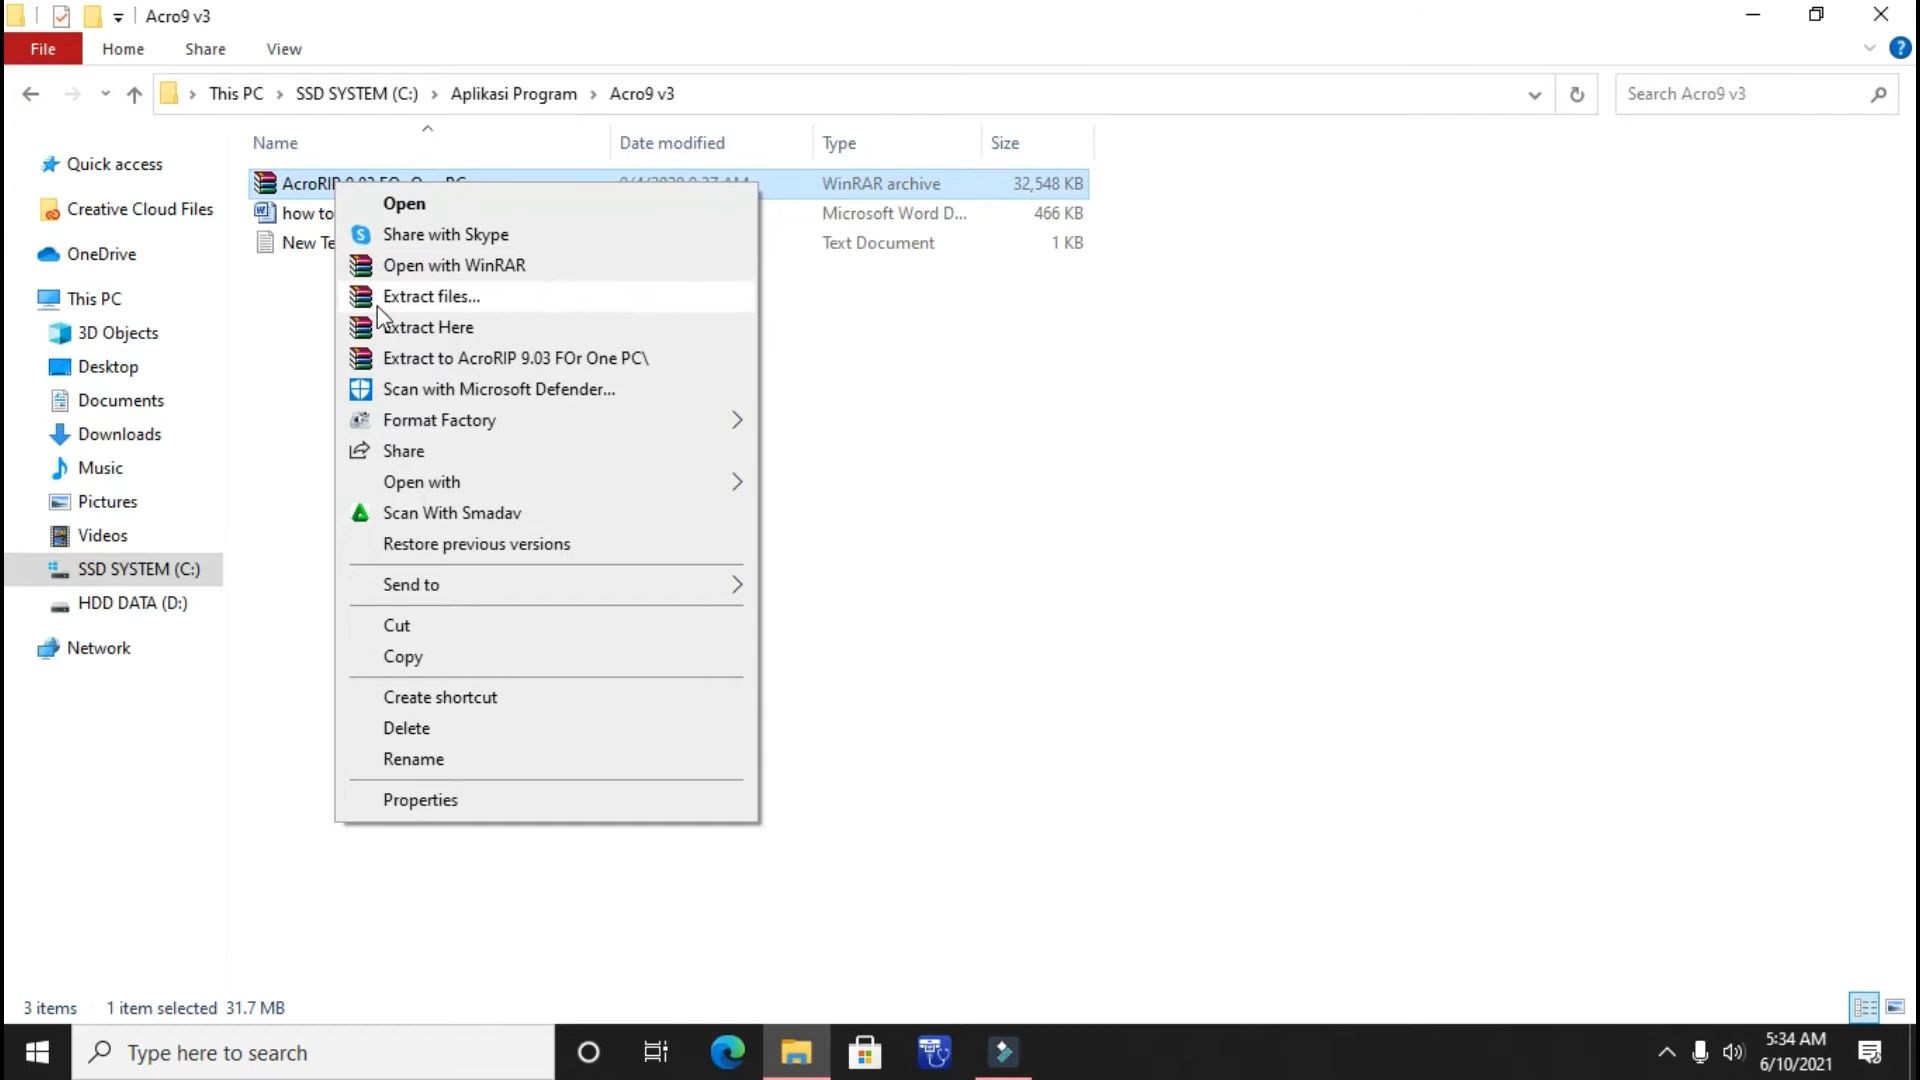 Acro9 v3
File Home Share View
This PC SSD SYSTEM (C:) Aplikasi Program Acro9 v3
Search Acro9 v3
Name Date modified Type Size
Quick access
Creative Cloud Files
OneDrive
This PC
3D Objects
Desktop
Documents
Downloads
Music
Pictures
Videos
SSD SYSTEM (C:)
HDD DATA (D:)
Network
AcroRIP 9.03 FOr One PC WinRAR archive 32,548 KB
how to Microsoft Word D... 466 KB
New Te Text Document 1 KB
Open
Share with Skype
Open with WinRAR
Extract files...
Extract Here
Extract to AcroRIP 9.03 FOr One PC\
Scan with Microsoft Defender...
Format Factory
Share
Open with
Scan With Smadav
Restore previous versions
Send to
Cut
Copy
Create shortcut
Delete
Rename
Properties
3 items 1 item selected 31.7 MB
Type here to search
5:34 AM
6/10/2021